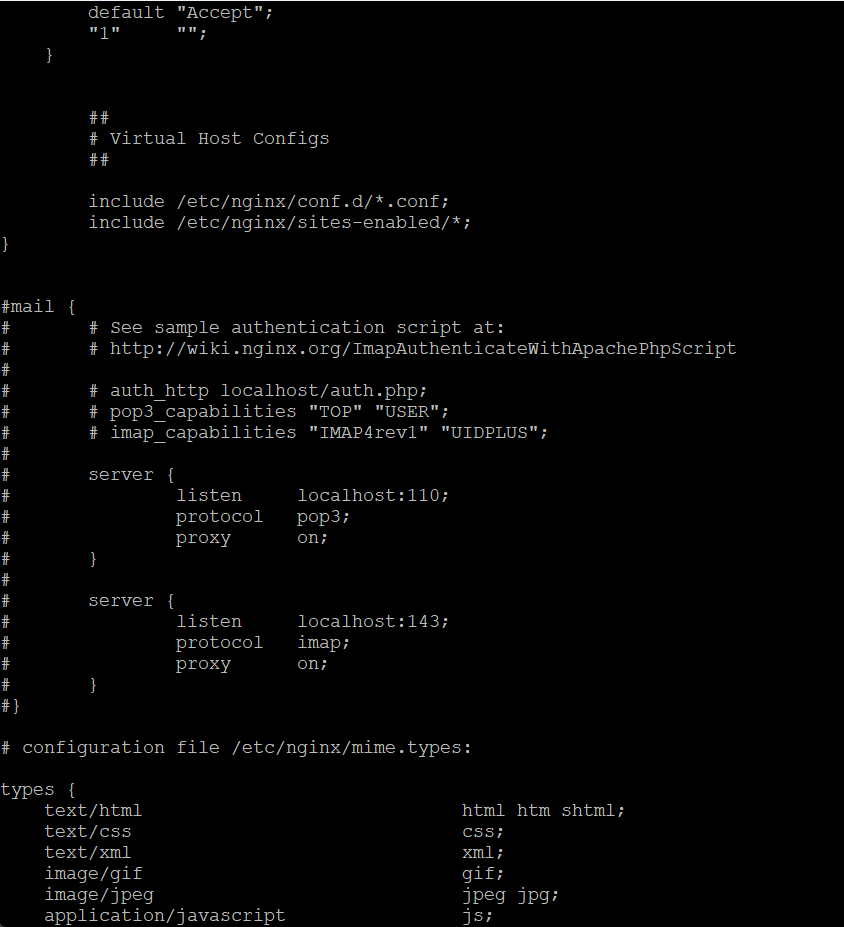 default "Accept";
        "1"     "";
    }
        ##
        # Virtual Host Configs
        ##
        include /etc/nginx/conf.d/*.conf;
        include /etc/nginx/sites-enabled/*;
}
#mail {
#       # See sample authentication script at:
#       # http://wiki.nginx.org/ImapAuthenticateWithApachePhpScript
#
#       # auth_http localhost/auth.php;
#       # pop3_capabilities "TOP" "USER";
#       # imap_capabilities "IMAP4rev1" "UIDPLUS";
#
#       server {
#               listen     localhost:110;
#               protocol   pop3;
#               proxy      on;
#       }
#
#       server {
#               listen     localhost:143;
#               protocol   imap;
#               proxy      on;
#       }
#}
# configuration file /etc/nginx/mime.types:
types {
    text/html                             html htm shtml;
    text/css                              css;
    text/xml                              xml;
    image/gif                             gif;
    image/jpeg                            jpeg jpg;
    application/javascript                js;